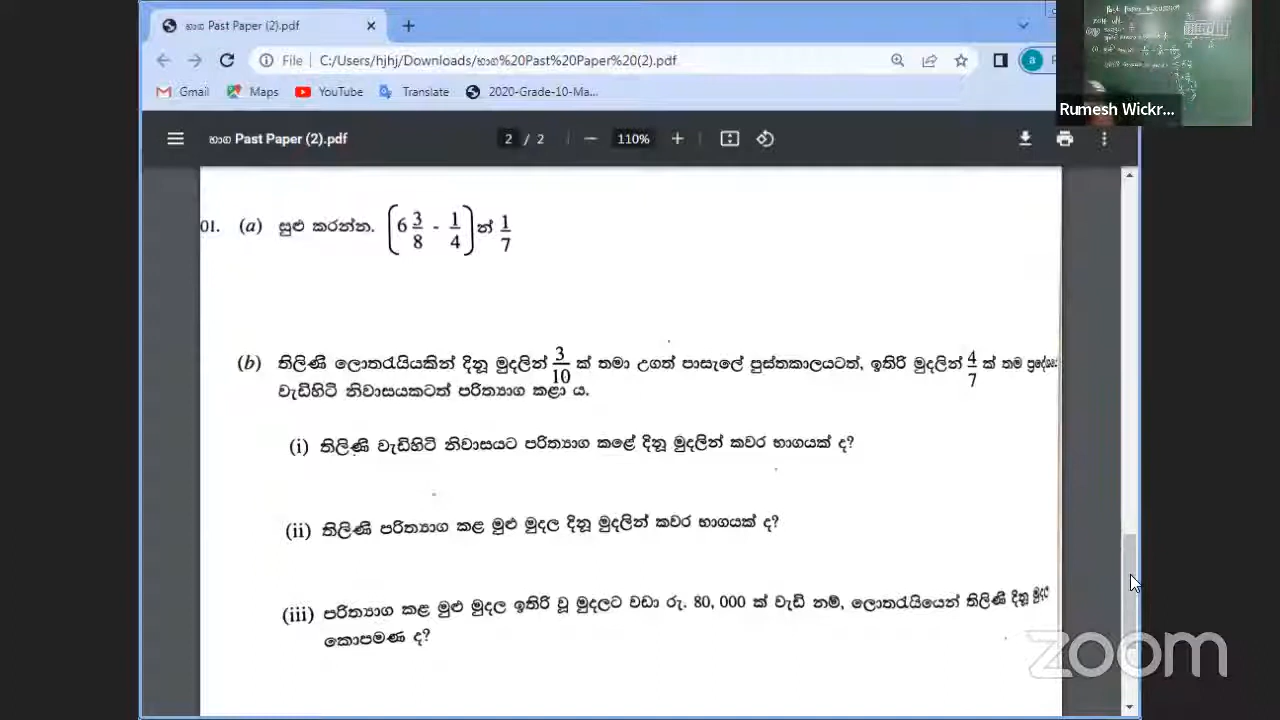 හාග Past Paper (2).pdf
File C:/Users/hjhj/Downloads/හාග%20Past%20Paper%20(2).pdf
a
Gmail Maps YouTube Translate 2020-Grade-10-Ma...
Rumesh Wickr...
හාග Past Paper (2).pdf 2 / 2 110%
01. (a) සුළු කරන්න. (6 3/8 - 1/4) න් 1/7
(b) තිලිණි ලොතරැයියකින් දිනූ මුදලින් 3/10 ක් තමා උගත් පාසැලේ පුස්තකාලයටත්, ඉතිරි මුදලින් 4/7 ක් තම
වැඩිහිටි නිවාසයකටත් පරිත්‍යාග කළා ය.
(i) තිලිණි වැඩිහිටි නිවාසයට පරිත්‍යාග කළේ දිනූ මුදලින් කවර භාගයක් ද?
(ii) තිලිණි පරිත්‍යාග කළ මුළු මුදල දිනූ මුදලින් කවර භාගයක් ද?
(iii) පරිත්‍යාග කළ මුළු මුදල ඉතිරි වූ මුදලට වඩා රු. 80, 000 ක් වැඩි නම්, ලොතරැයියෙන් තිලිණි දිනූ
කොපමණ ද?
zoom